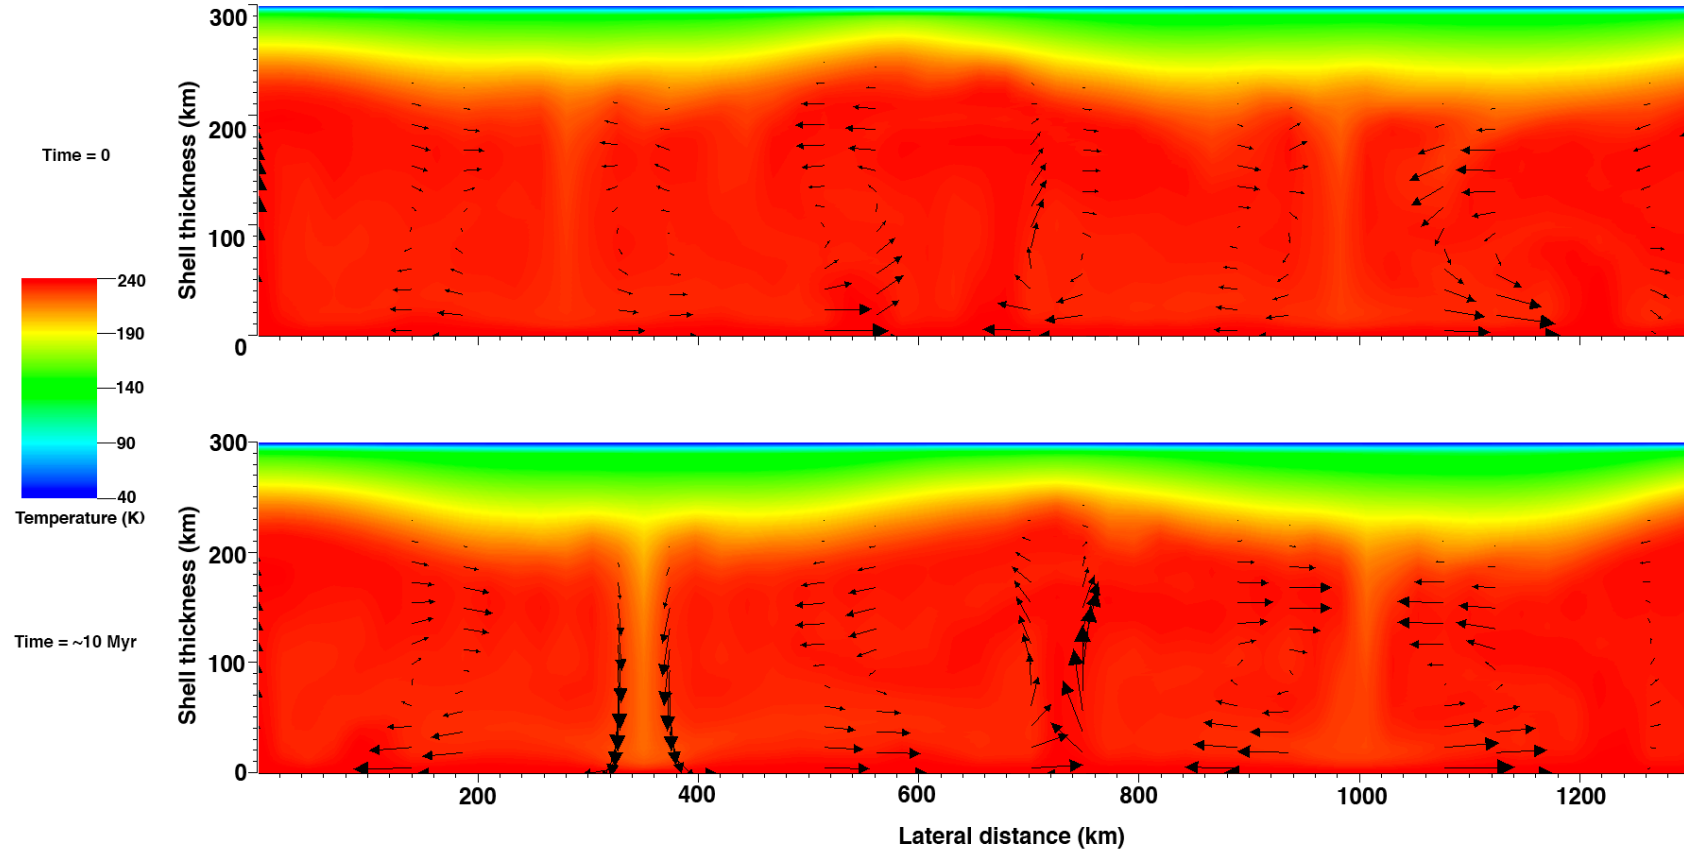 300
200
100
0
Shell thickness (km)
Time = 0
240
190
140
90
40
Temperature (K)
300
200
100
0
Shell thickness (km)
Time = ~10 Myr
200 400 600 800 1000 1200
Lateral distance (km)